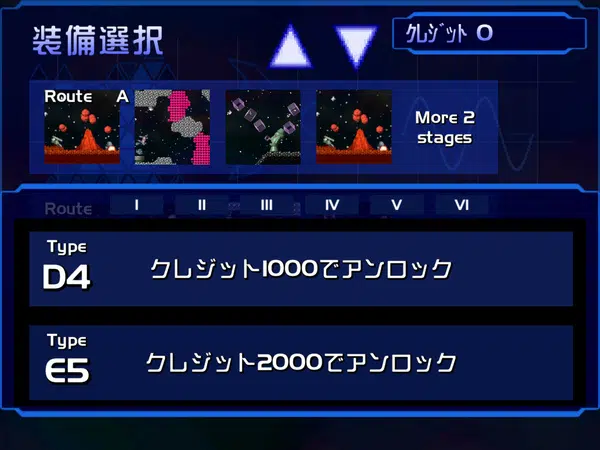 装備選択
クレジット 0
Route A
More 2
stages
Route I II III IV V VI
Type
D4
クレジット1000でアンロック
Type
E5
クレジット2000でアンロック